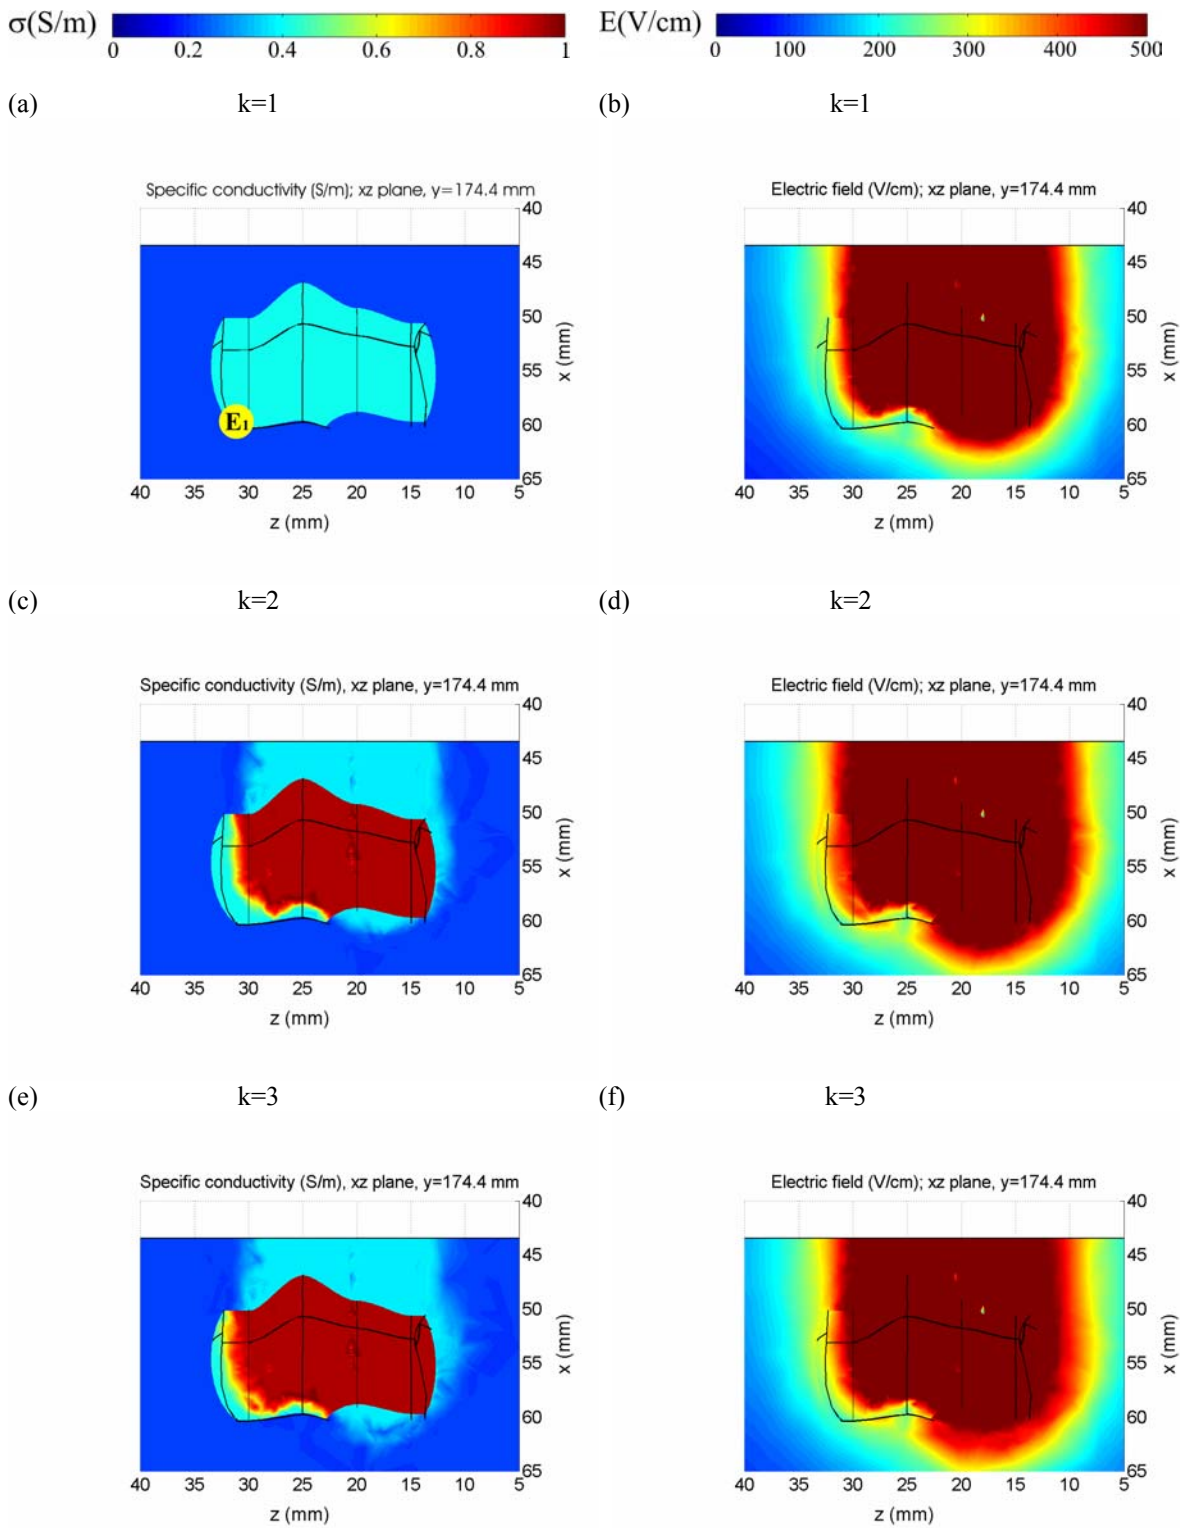 σ(S/m) 0 0.2 0.4 0.6 0.8 1
E(V/cm) 0 100 200 300 400 500
(a) k=1
(b) k=1
Specific conductivity (S/m); xz plane, y=174.4 mm
40
45
50
55
60
65
x (mm)
E1
40 35 30 25 20 15 10 5
z (mm)
Electric field (V/cm); xz plane, y=174.4 mm
40
45
50
55
60
65
x (mm)
40 35 30 25 20 15 10 5
z (mm)
(c) k=2
(d) k=2
Specific conductivity (S/m), xz plane, y=174.4 mm
40
45
50
55
60
65
x (mm)
40 35 30 25 20 15 10 5
z (mm)
Electric field (V/cm); xz plane, y=174.4 mm
40
45
50
55
60
65
x (mm)
40 35 30 25 20 15 10 5
z (mm)
(e) k=3
(f) k=3
Specific conductivity (S/m), xz plane, y=174.4 mm
40
45
50
55
60
65
x (mm)
40 35 30 25 20 15 10 5
z (mm)
Electric field (V/cm); xz plane, y=174.4 mm
40
45
50
55
60
65
x (mm)
40 35 30 25 20 15 10 5
z (mm)